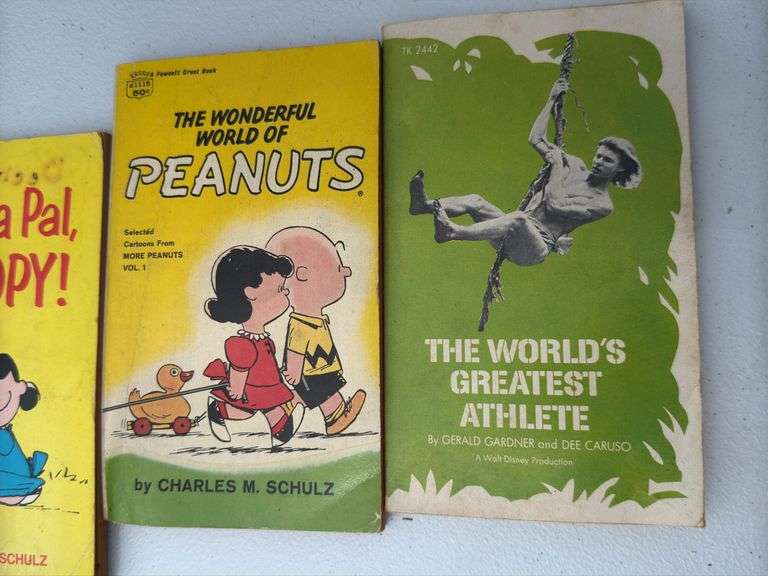 a Pal,
OPY!
SCHULZ
Fawcett Crest Book
d1115
50¢
THE WONDERFUL
WORLD OF
PEANUTS®
Selected
Cartoons From
MORE PEANUTS
VOL. 1
by CHARLES M. SCHULZ
TK 2442
THE WORLD'S
GREATEST
ATHLETE
By GERALD GARDNER and DEE CARUSO
A Walt Disney Production